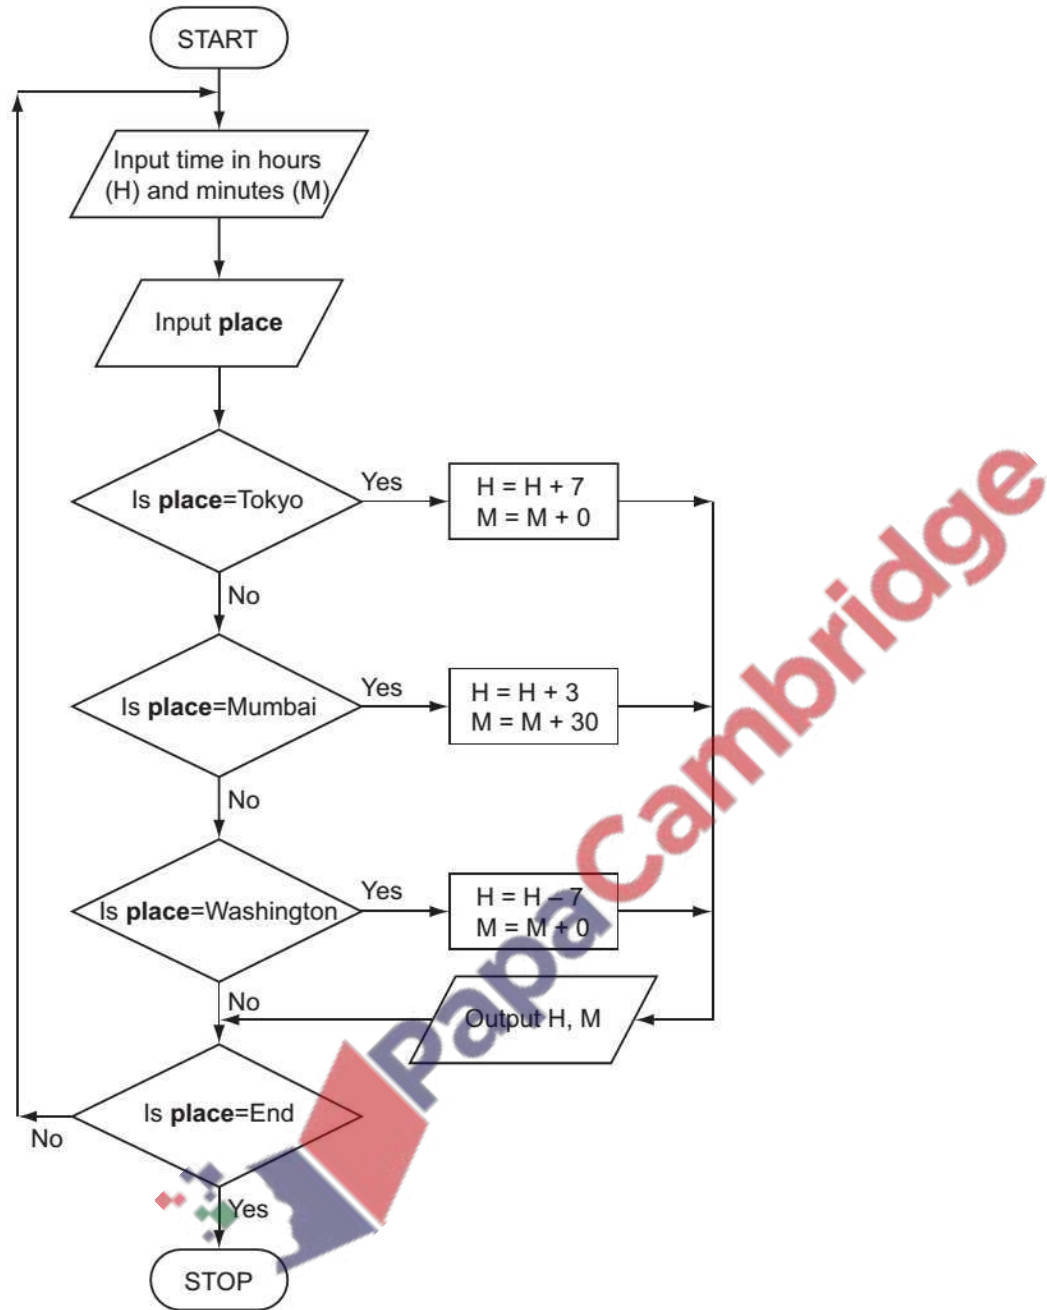 START
Input time in hours
(H) and minutes (M)
Input place
Is place=Tokyo
Yes
H = H + 7
M = M + 0
No
Is place=Mumbai
Yes
H = H + 3
M = M + 30
No
Is place=Washington
Yes
H = H – 7
M = M + 0
No
Output H, M
Is place=End
No
Yes
STOP
PapaCambridge